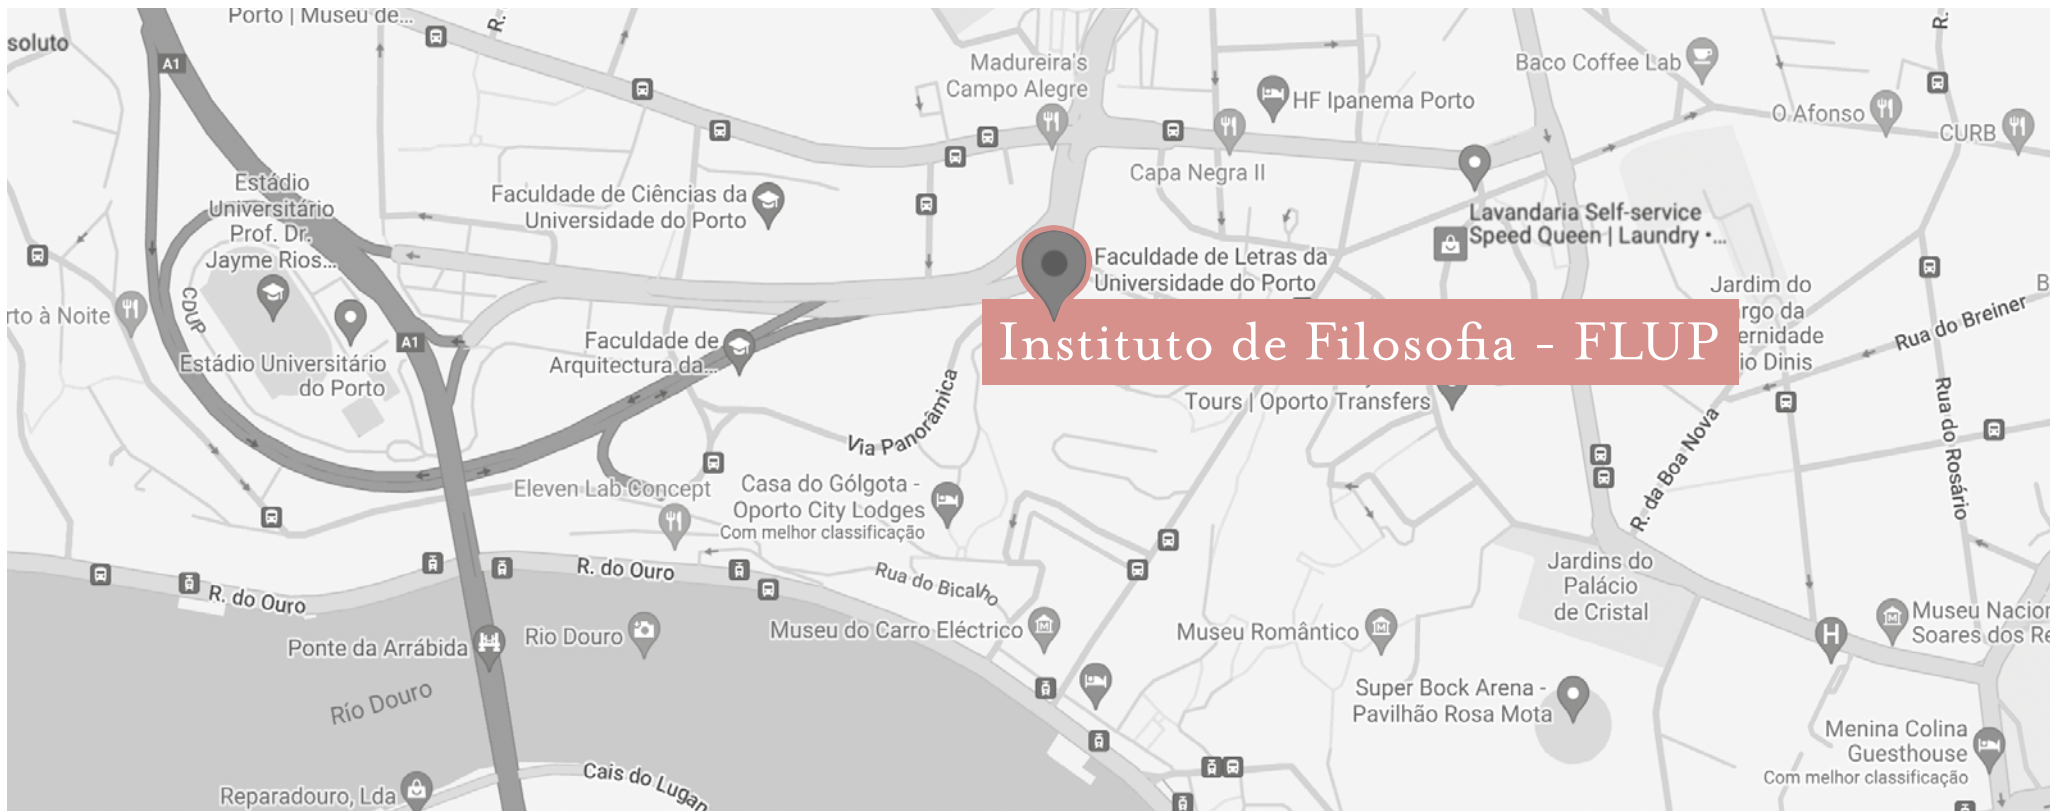 Porto | Museu de...
R.
soluto
A1
Madureira's
Campo Alegre
HF Ipanema Porto
Baco Coffee Lab
R.
O Afonso
CURB
Capa Negra II
Faculdade de Ciências da
Universidade do Porto
Estádio
Universitário
Prof. Dr.
Jayme Rios...
Lavandaria Self-service
Speed Queen | Laundry •...
Faculdade de Letras da
Universidade do Porto
CDUP
rto à Noite
A1
Estádio Universitário
do Porto
Faculdade de
Arquitectura da...
Instituto de Filosofia - FLUP
Jardim do
rgo da
ernidade
io Dinis
B
Rua do Breiner
Tours | Oporto Transfers
Via Panorâmica
R. da Boa Nova
Rua do Rosário
Eleven Lab Concept
Casa do Gólgota -
Oporto City Lodges
Com melhor classificação
R. do Ouro
R. do Ouro
Rua do Bicalho
Jardins do
Palácio
de Cristal
Ponte da Arrábida
Rio Douro
Museu do Carro Eléctrico
Museu Romântico
H
Museu Nacion
Soares dos Re
Río Douro
Super Bock Arena -
Pavilhão Rosa Mota
Menina Colina
Guesthouse
Com melhor classificação
Reparadouro, Lda
Cais do Lugan